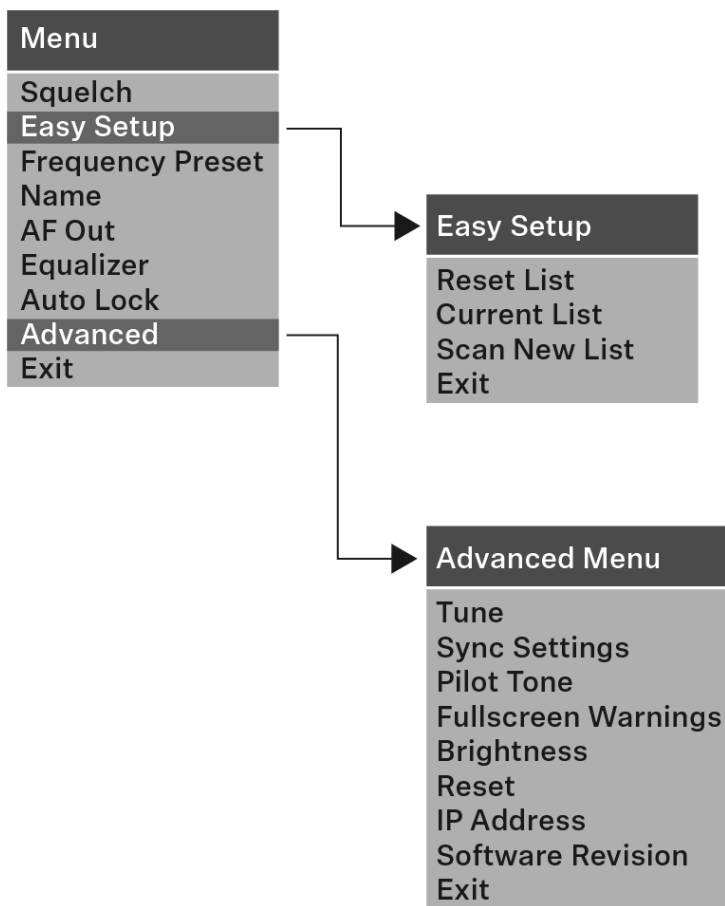 Menu
Squelch
Easy Setup
Frequency Preset
Name
AF Out
Equalizer
Auto Lock
Advanced
Exit
Easy Setup
Reset List
Current List
Scan New List
Exit
Advanced Menu
Tune
Sync Settings
Pilot Tone
Fullscreen Warnings
Brightness
Reset
IP Address
Software Revision
Exit